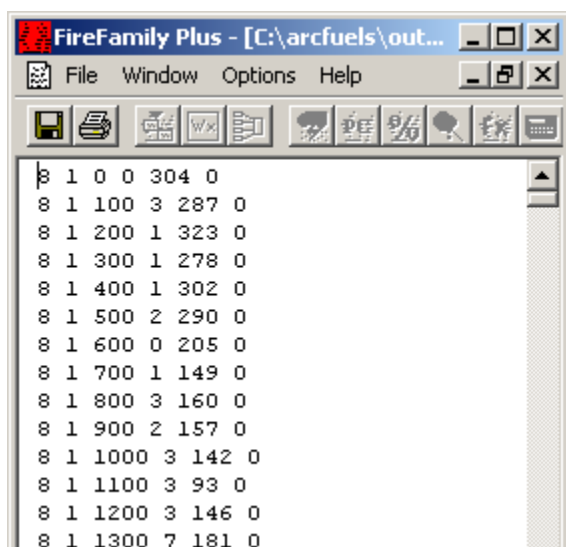 FireFamily Plus - [C:\arcfuels\out...
File Window Options Help
8 1 0 0 304 0
8 1 100 3 287 0
8 1 200 1 323 0
8 1 300 1 278 0
8 1 400 1 302 0
8 1 500 2 290 0
8 1 600 0 205 0
8 1 700 1 149 0
8 1 800 3 160 0
8 1 900 2 157 0
8 1 1000 3 142 0
8 1 1100 3 93 0
8 1 1200 3 146 0
8 1 1300 7 181 0